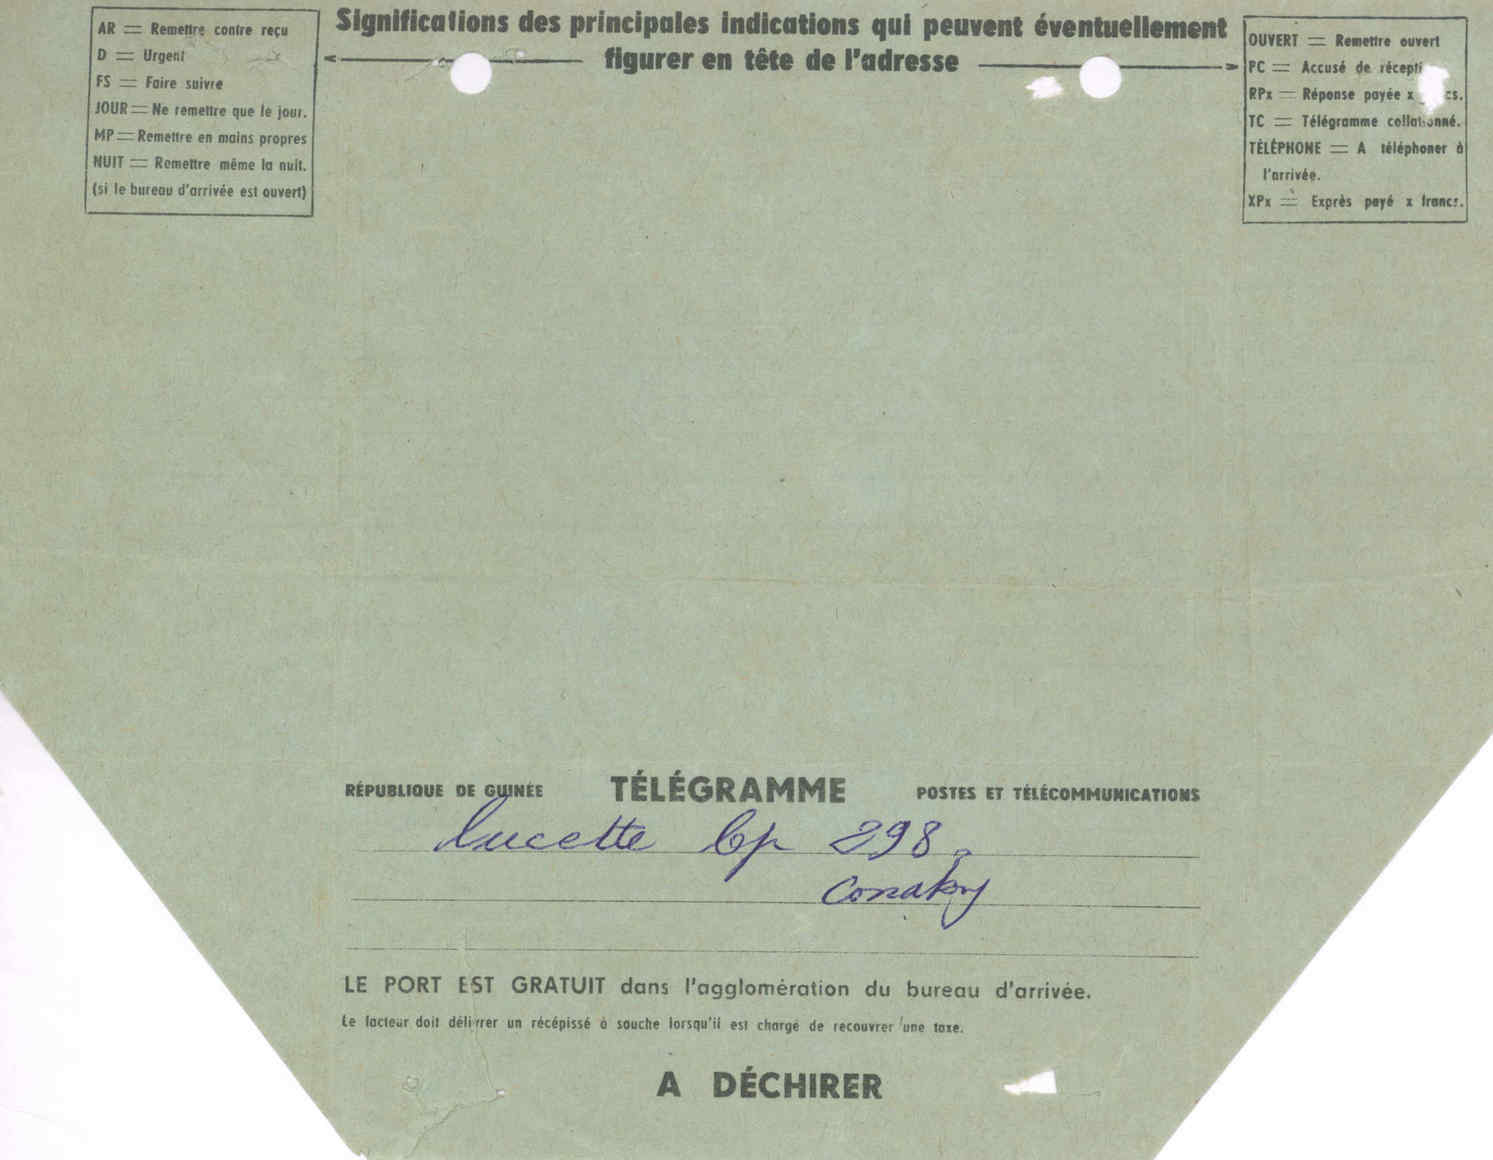 Significations des principales indications qui peuvent éventuellement
figurer en tête de l'adresse
AR = Remettre contre reçu
D = Urgent
FS = Faire suivre
JOUR = Ne remettre que le jour.
MP = Remettre en mains propres
NUIT = Remettre même la nuit.
(si le bureau d'arrivée est ouvert)
OUVERT = Remettre ouvert
PC = Accusé de récepti
RPx = Réponse payée x cs.
TC = Télégramme collationné.
TÉLÉPHONE = A téléphoner à
l'arrivée.
XPx = Exprès payé x francs.
RÉPUBLIQUE DE GUINÉE TÉLÉGRAMME POSTES ET TÉLÉCOMMUNICATIONS
Lucette bp 298.
Conakry
LE PORT EST GRATUIT dans l'agglomération du bureau d'arrivée.
Le facteur doit délivrer un récépissé à souche lorsqu'il est chargé de recouvrer une taxe.
A DÉCHIRER